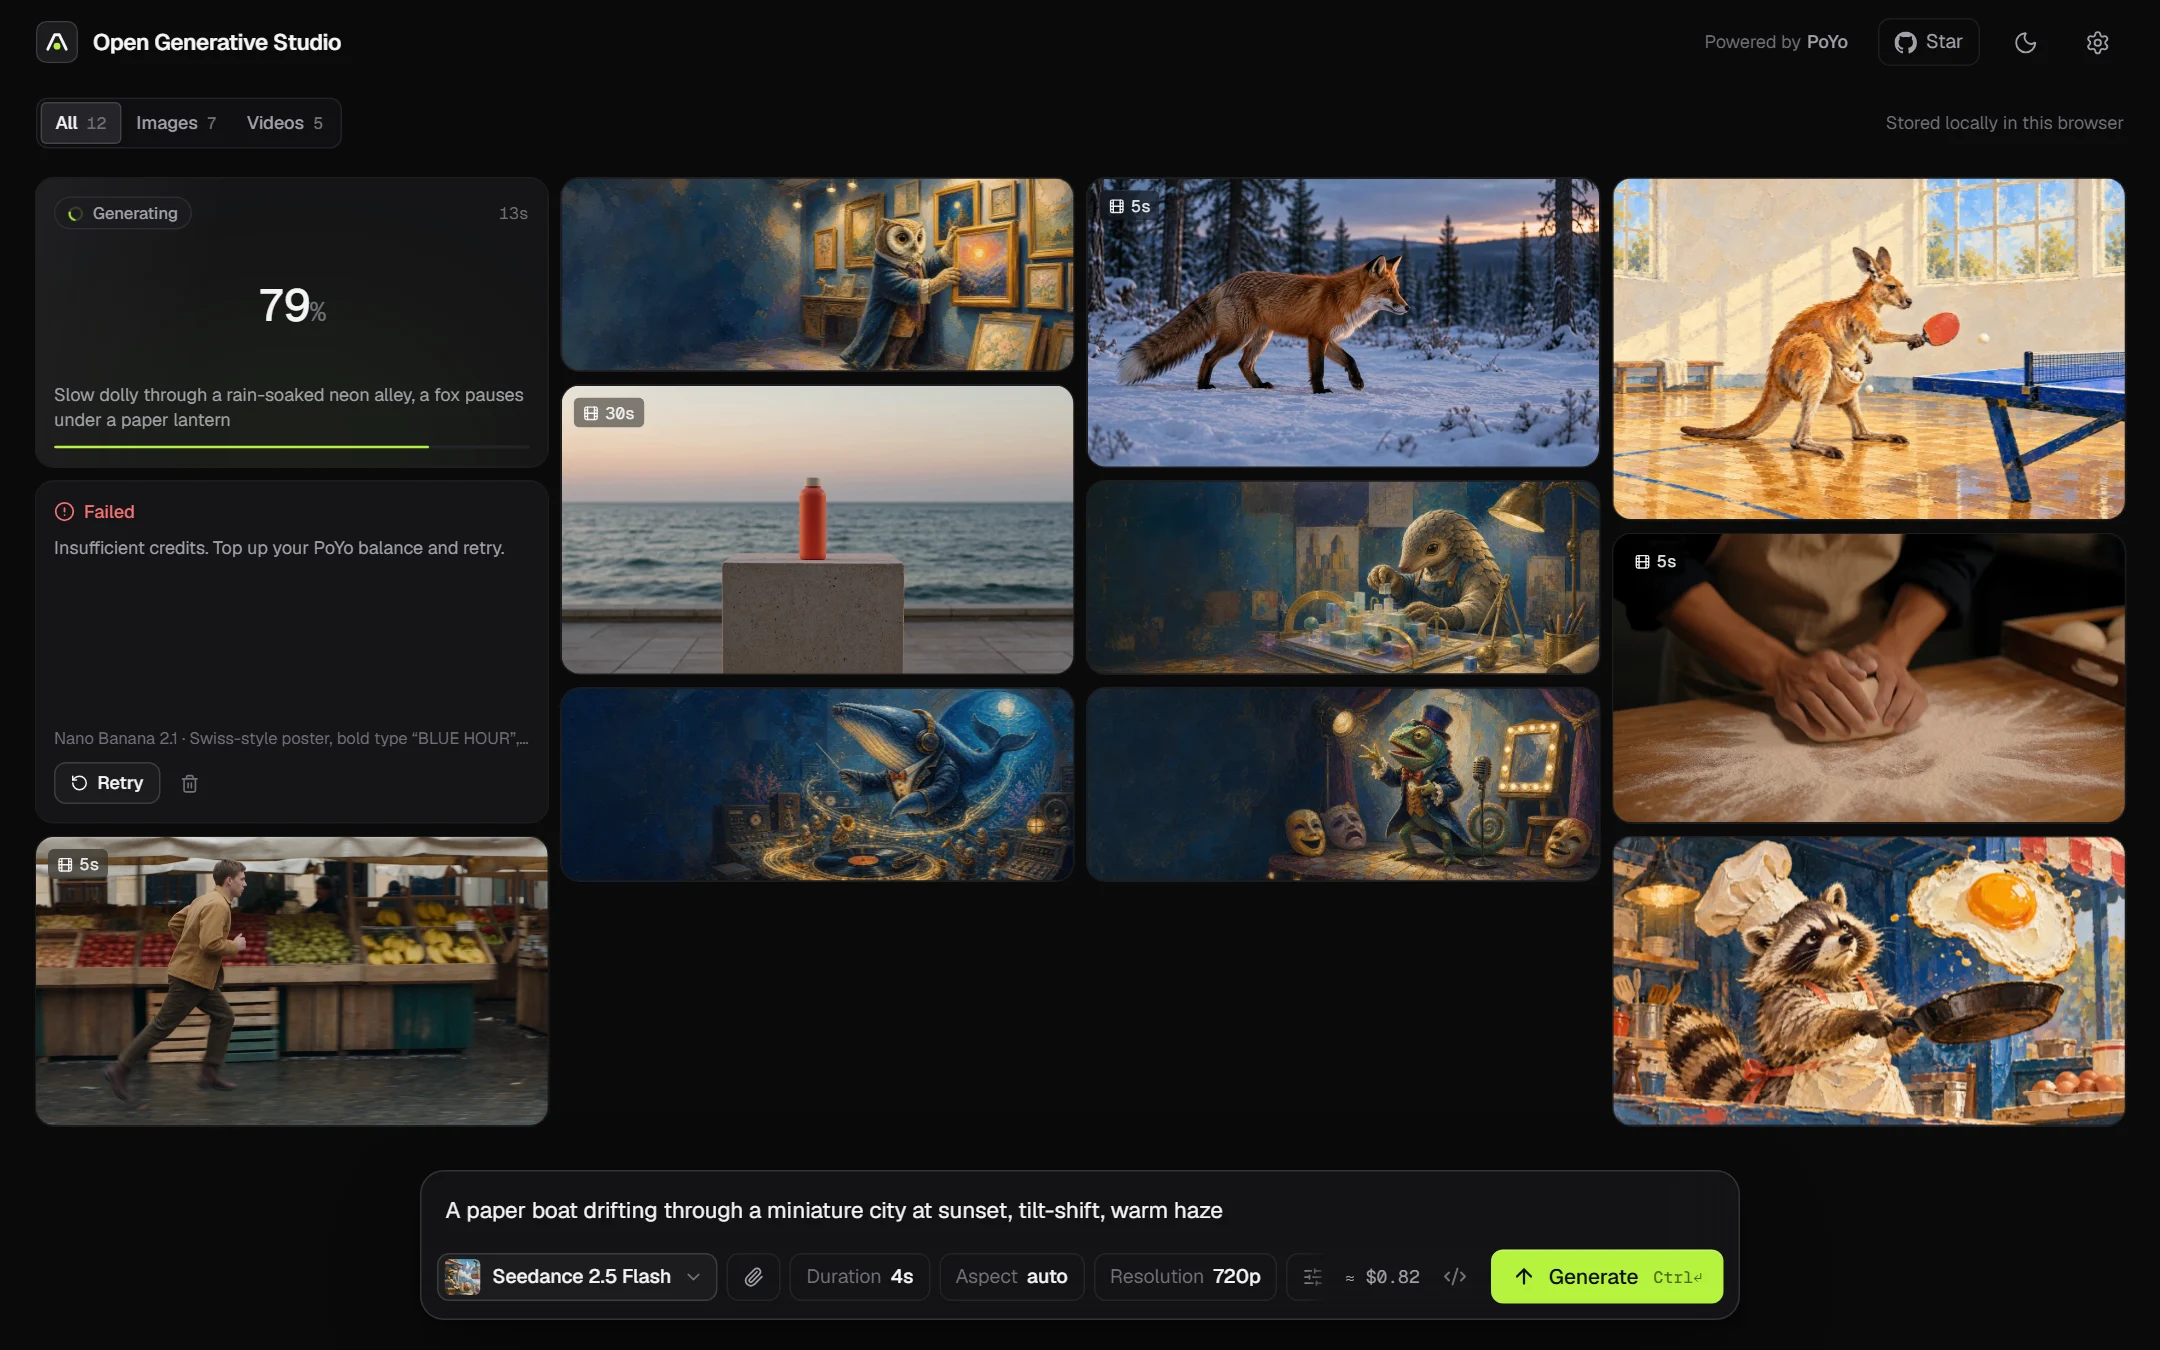 Open Generative Studio
Powered by PoYo
Star
All 12
Images 7
Videos 5
Stored locally in this browser
Generating
13s
79%
Slow dolly through a rain-soaked neon alley, a fox pauses
under a paper lantern
Failed
Insufficient credits. Top up your PoYo balance and retry.
Nano Banana 2.1 · Swiss-style poster, bold type “BLUE HOUR”,…
Retry
5s
30s
5s
5s
A paper boat drifting through a miniature city at sunset, tilt-shift, warm haze
Seedance 2.5 Flash
Duration 4s
Aspect auto
Resolution 720p
≈ $0.82
</>
Generate Ctrl↵